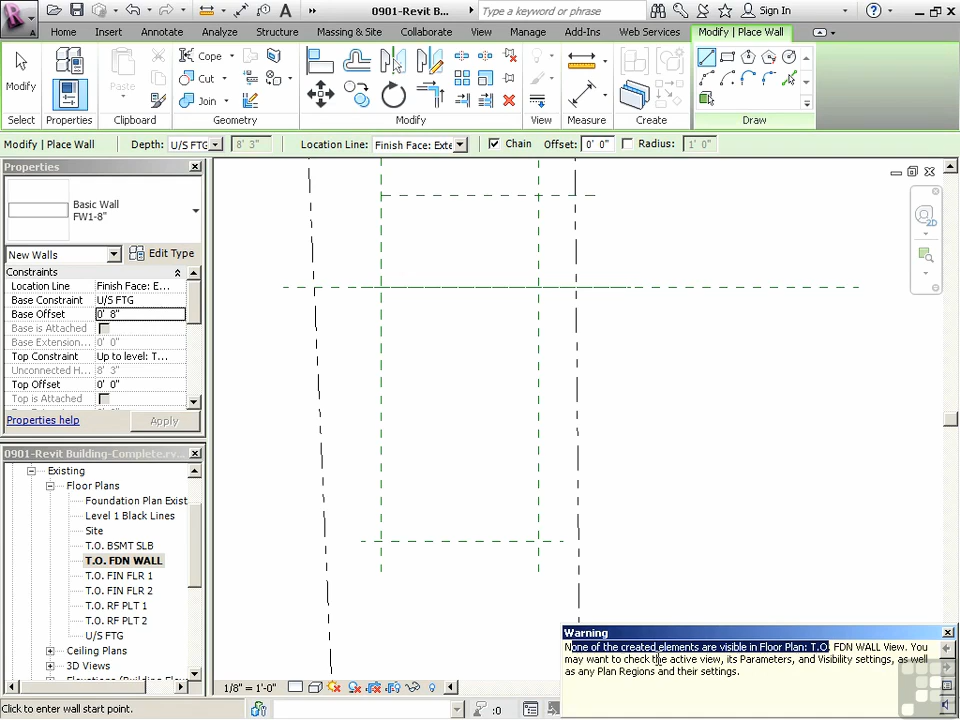 0901-Revit B...
Type a keyword or phrase
Sign In
Home
Insert
Annotate
Analyze
Structure
Massing & Site
Collaborate
View
Manage
Add-Ins
Web Services
Modify | Place Wall
Modify
Paste
Cope
Cut
Join
Select
Properties
Clipboard
Geometry
Modify
View
Measure
Create
Draw
Modify | Place Wall
Depth:
U/S FTG
8' 3"
Location Line:
Finish Face: Exte
Chain
Offset:
0' 0"
Radius:
1' 0"
Properties
Basic Wall
FW1-8"
New Walls
Edit Type
Constraints
Location Line
Finish Face: E...
Base Constraint
U/S FTG
Base Offset
0' 8"
Base is Attached
Base Extension...
Top Constraint
Up to level: T...
Unconnected H...
8' 3"
Top Offset
0' 0"
Top is Attached
Properties help
Apply
0901-Revit Building-Complete.rv...
Existing
Floor Plans
Foundation Plan Exist
Level 1 Black Lines
Site
T.O. BSMT SLB
T.O. FDN WALL
T.O. FIN FLR 1
T.O. FIN FLR 2
T.O. RF PLT 1
T.O. RF PLT 2
U/S FTG
Ceiling Plans
3D Views
2D
Warning
None of the created elements are visible in Floor Plan: T.O. FDN WALL View. You
may want to check the active view, its Parameters, and Visibility settings, as well
as any Plan Regions and their settings.
1/8" = 1'-0"
Click to enter wall start point.
:0